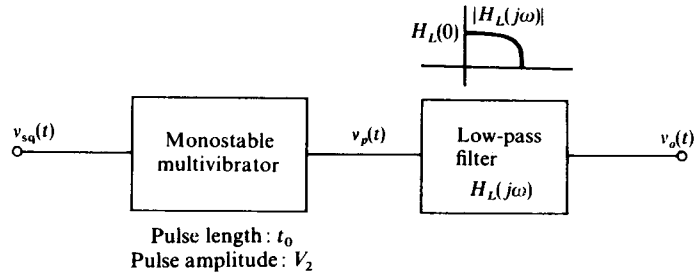 |H_L(jω)|
H_L(0)
v_sq(t)
Monostable
multivibrator
v_p(t)
Low-pass
filter
H_L(jω)
v_o(t)
Pulse length: t_0
Pulse amplitude: V_2